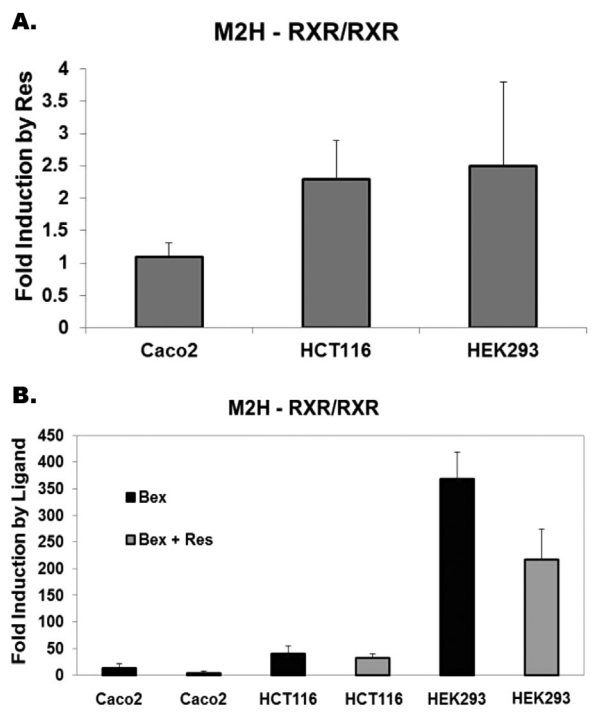 A.
M2H - RXR/RXR
Fold Induction by Res
4
3.5
3
2.5
2
1.5
1
0.5
0
Caco2 HCT116 HEK293
B.
M2H - RXR/RXR
Fold Induction by Ligand
450
400
350
300
250
200
150
100
50
0
Bex
Bex + Res
Caco2 Caco2 HCT116 HCT116 HEK293 HEK293